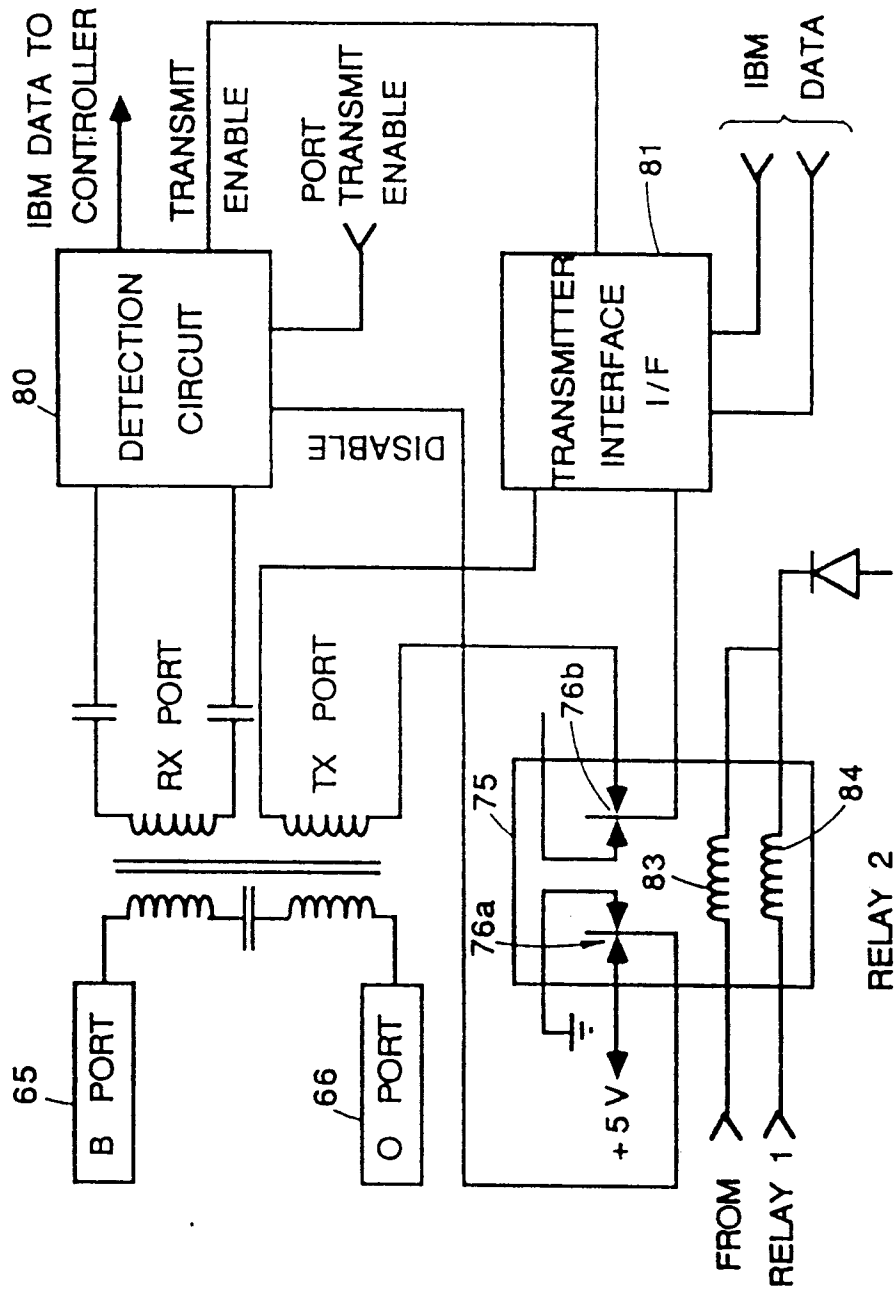 65
B PORT
66
O PORT
RX PORT
TX PORT
80
DETECTION
CIRCUIT
IBM DATA TO
CONTROLLER
TRANSMIT
ENABLE
PORT
TRANSMIT
ENABLE
DISABLE
75
76a
76b
+5 V
83
84
FROM
RELAY 1
RELAY 2
TRANSMITTER
INTERFACE
I/F
81
IBM
DATA